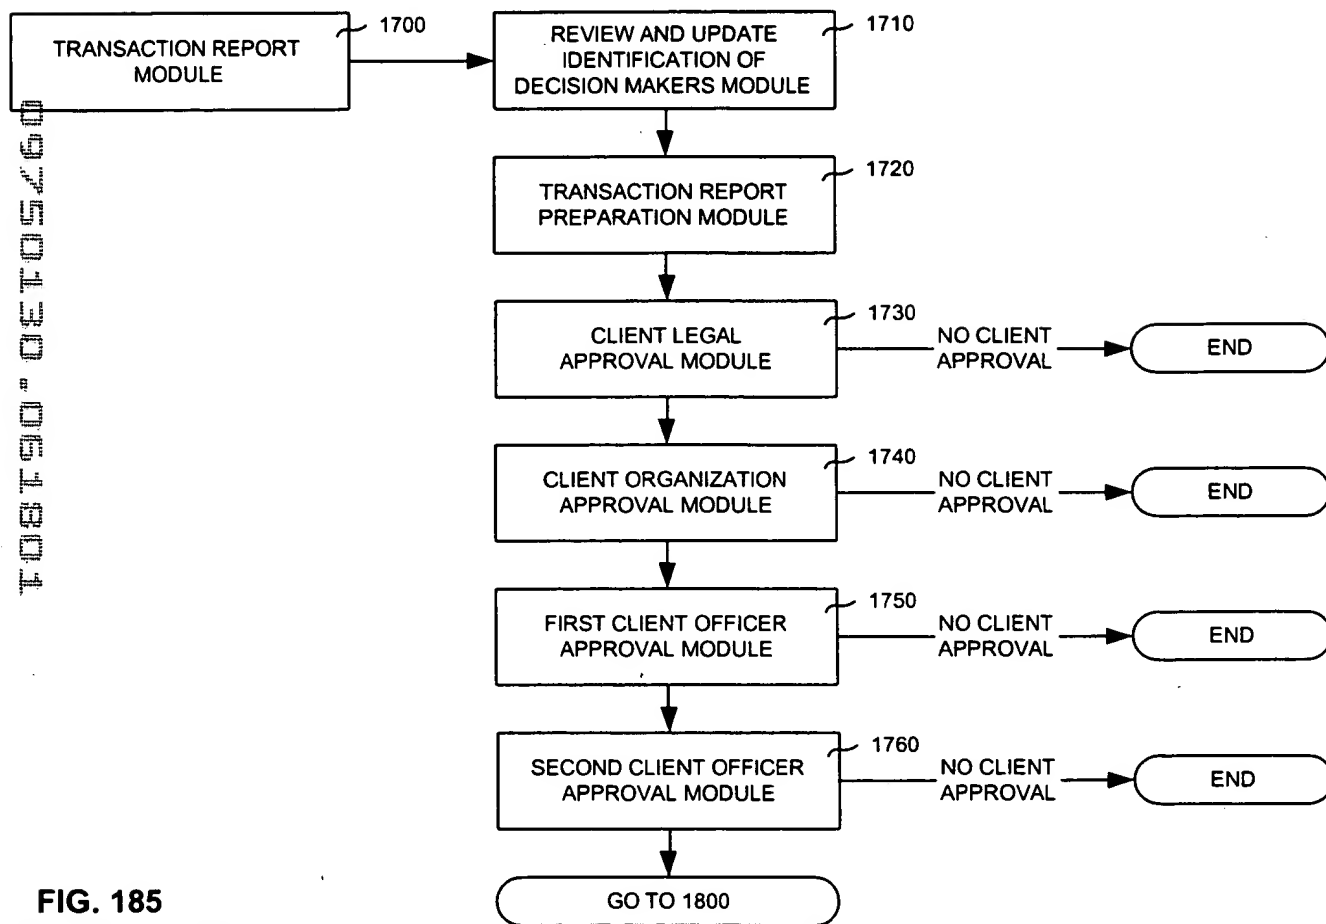 TRANSACTION REPORT
MODULE
1700
REVIEW AND UPDATE
IDENTIFICATION OF
DECISION MAKERS MODULE
1710
TRANSACTION REPORT
PREPARATION MODULE
1720
CLIENT LEGAL
APPROVAL MODULE
1730
NO CLIENT
APPROVAL
END
CLIENT ORGANIZATION
APPROVAL MODULE
1740
NO CLIENT
APPROVAL
END
FIRST CLIENT OFFICER
APPROVAL MODULE
1750
NO CLIENT
APPROVAL
END
SECOND CLIENT OFFICER
APPROVAL MODULE
1760
NO CLIENT
APPROVAL
END
GO TO 1800
FIG. 185
09750130.051801